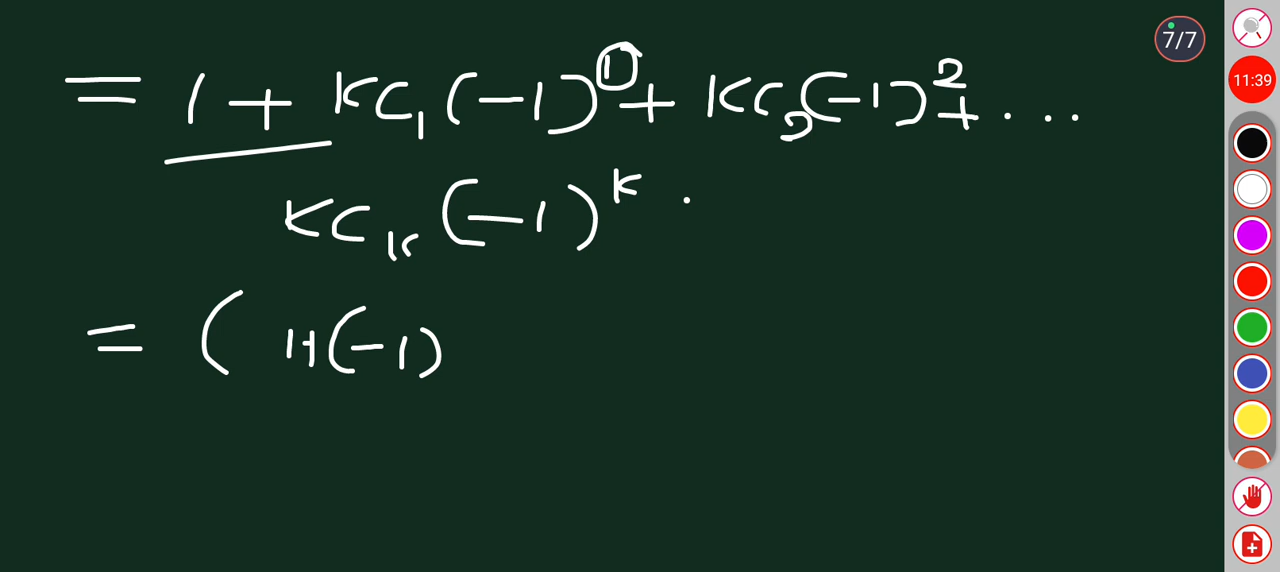 = 1 + KC₁(-1)¹ + KC₂(-1)² + ...
KCₖ(-1)ᴷ .
= ( 1+(-1)
7/7
11:39